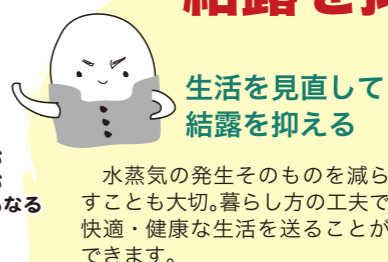 結露を抑
生活を見直して
結露を抑える
水蒸気の発生そのものを減ら
すことも大切。暮らし方の工夫で
快適・健康な生活を送ることが
できます。
なる